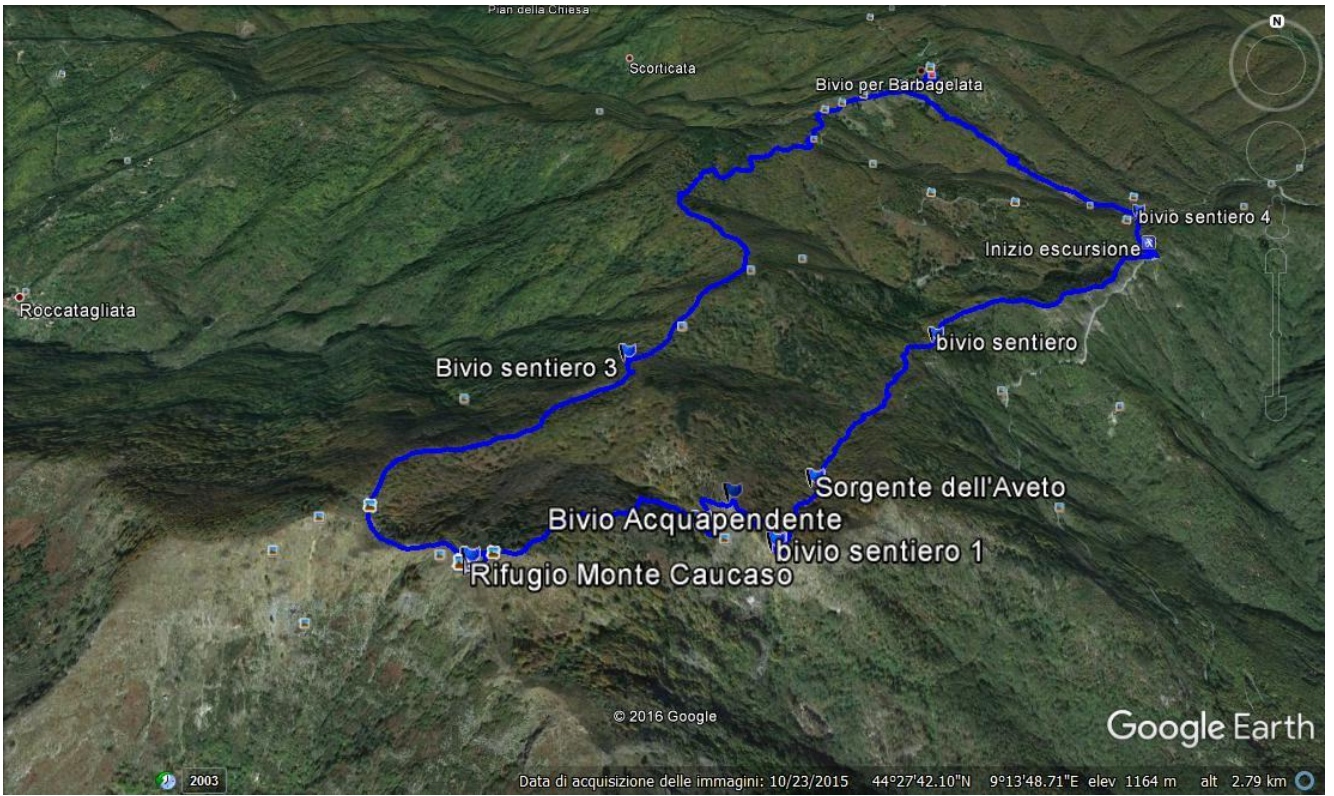 Pian della Chiesa
N
Scorticata
Bivio per Barbagelata
bivio sentiero 4
Inizio escursione
Roccatagliata
bivio sentiero
Bivio sentiero 3
Sorgente dell'Aveto
Bivio Acquapendente
bivio sentiero 1
Rifugio Monte Caucaso
© 2016 Google
Google Earth
2003
Data di acquisizione delle immagini: 10/23/2015 44°27'42.10"N 9°13'48.71"E elev 1164 m alt 2.79 km